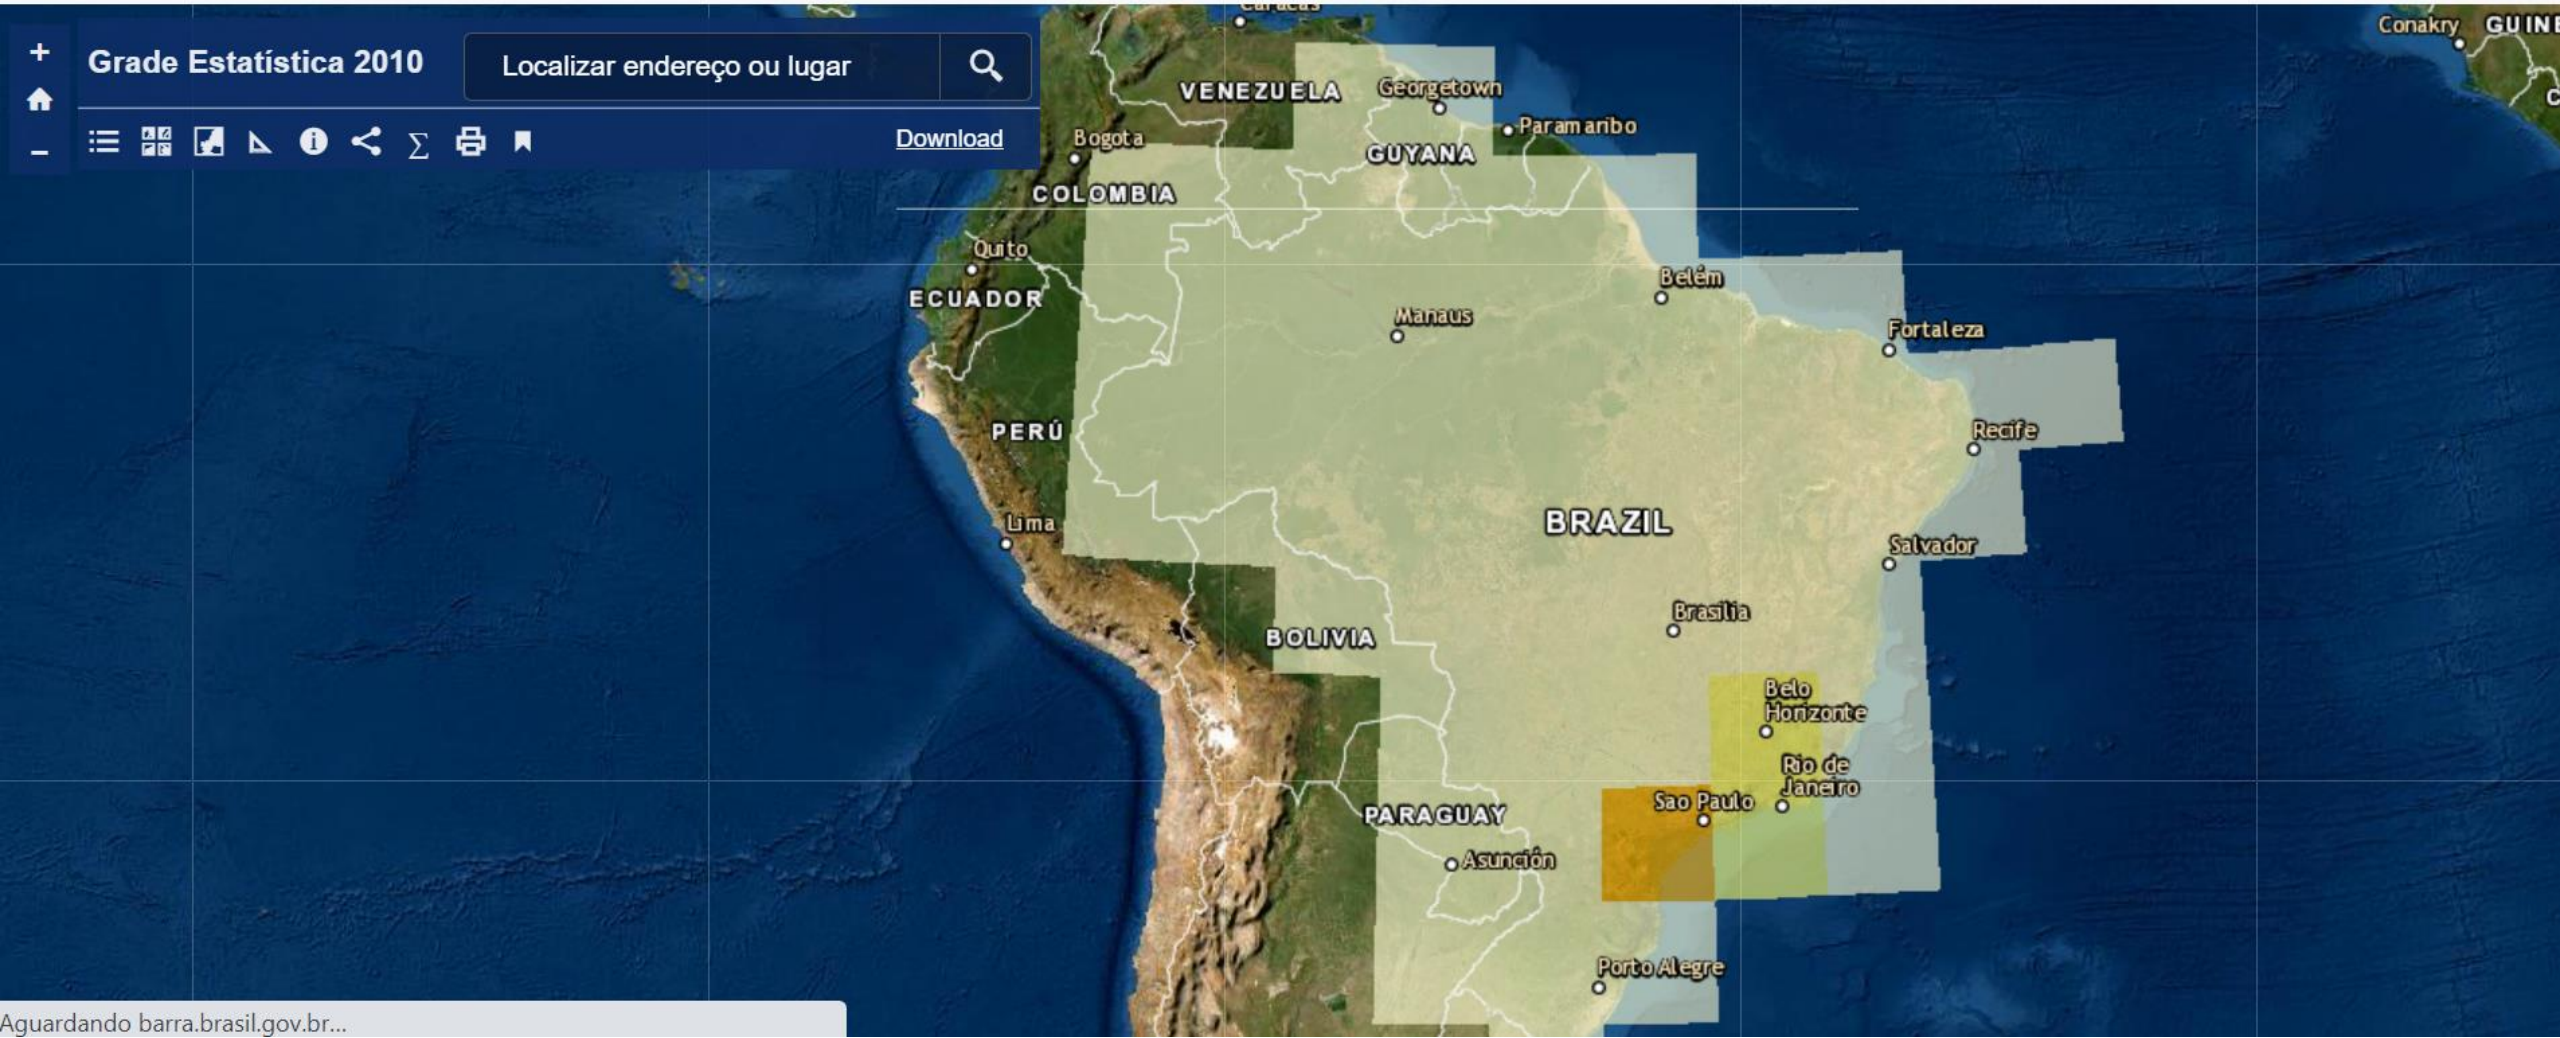 Caracas
Conakry
+
Grade Estatística 2010
Localizar endereço ou lugar
VENEZUELA
Georgetown
Paramaribo
−
Σ
Download
Bogota
GUYANA
COLOMBIA
Quito
Belém
ECUADOR
Manaus
Fortaleza
PERÚ
Recife
Lima
BRAZIL
Salvador
Brasilia
BOLIVIA
Belo
Horizonte
Rio de
Janeiro
Sao Paulo
PARAGUAY
Asunción
Porto Alegre
Aguardando barra.brasil.gov.br...